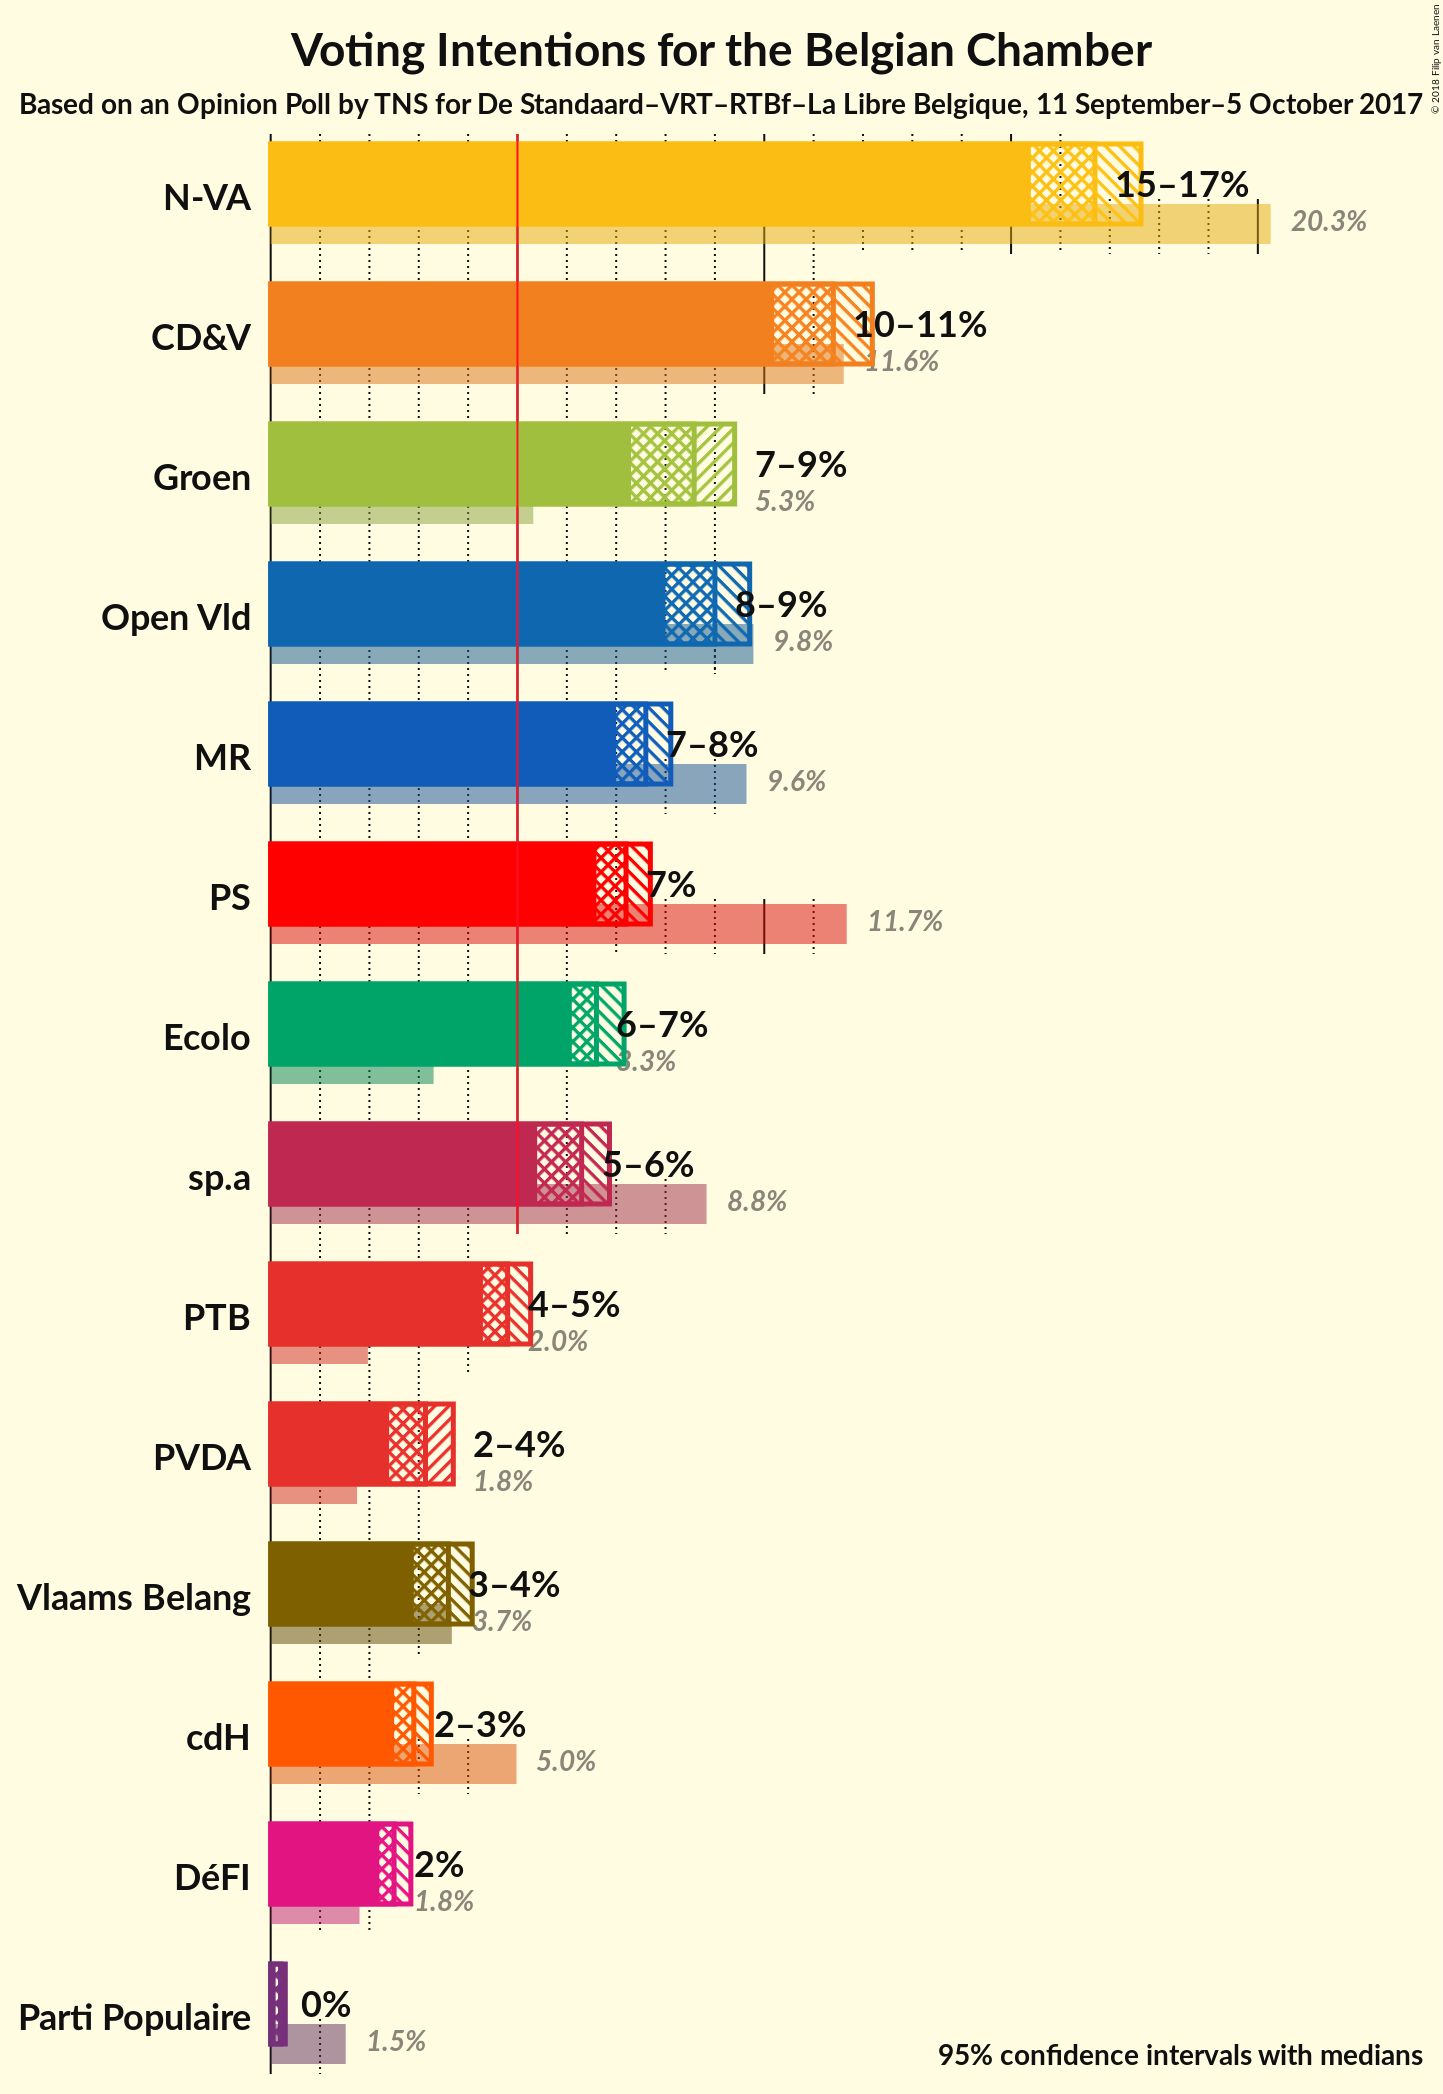 Voting Intentions for the Belgian Chamber
Based on an Opinion Poll by TNS for De Standaard–VRT–RTBf–La Libre Belgique, 11 September–5 October 2017
© 2018 Filip van Laenen
N-VA
15–17%
20.3%
CD&V
10–11%
11.6%
Groen
7–9%
5.3%
Open Vld
8–9%
9.8%
MR
7–8%
9.6%
PS
7%
11.7%
Ecolo
6–7%
3.3%
sp.a
5–6%
8.8%
PTB
4–5%
2.0%
PVDA
2–4%
1.8%
Vlaams Belang
3–4%
3.7%
cdH
2–3%
5.0%
DéFI
2%
1.8%
Parti Populaire
0%
1.5%
95% confidence intervals with medians